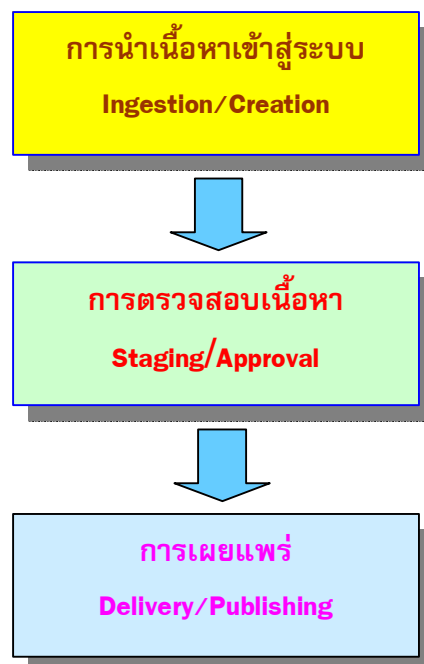 การนำเนื้อหาเข้าสู่ระบบ
Ingestion/Creation
การตรวจสอบเนื้อหา
Staging/Approval
การเผยแพร่
Delivery/Publishing